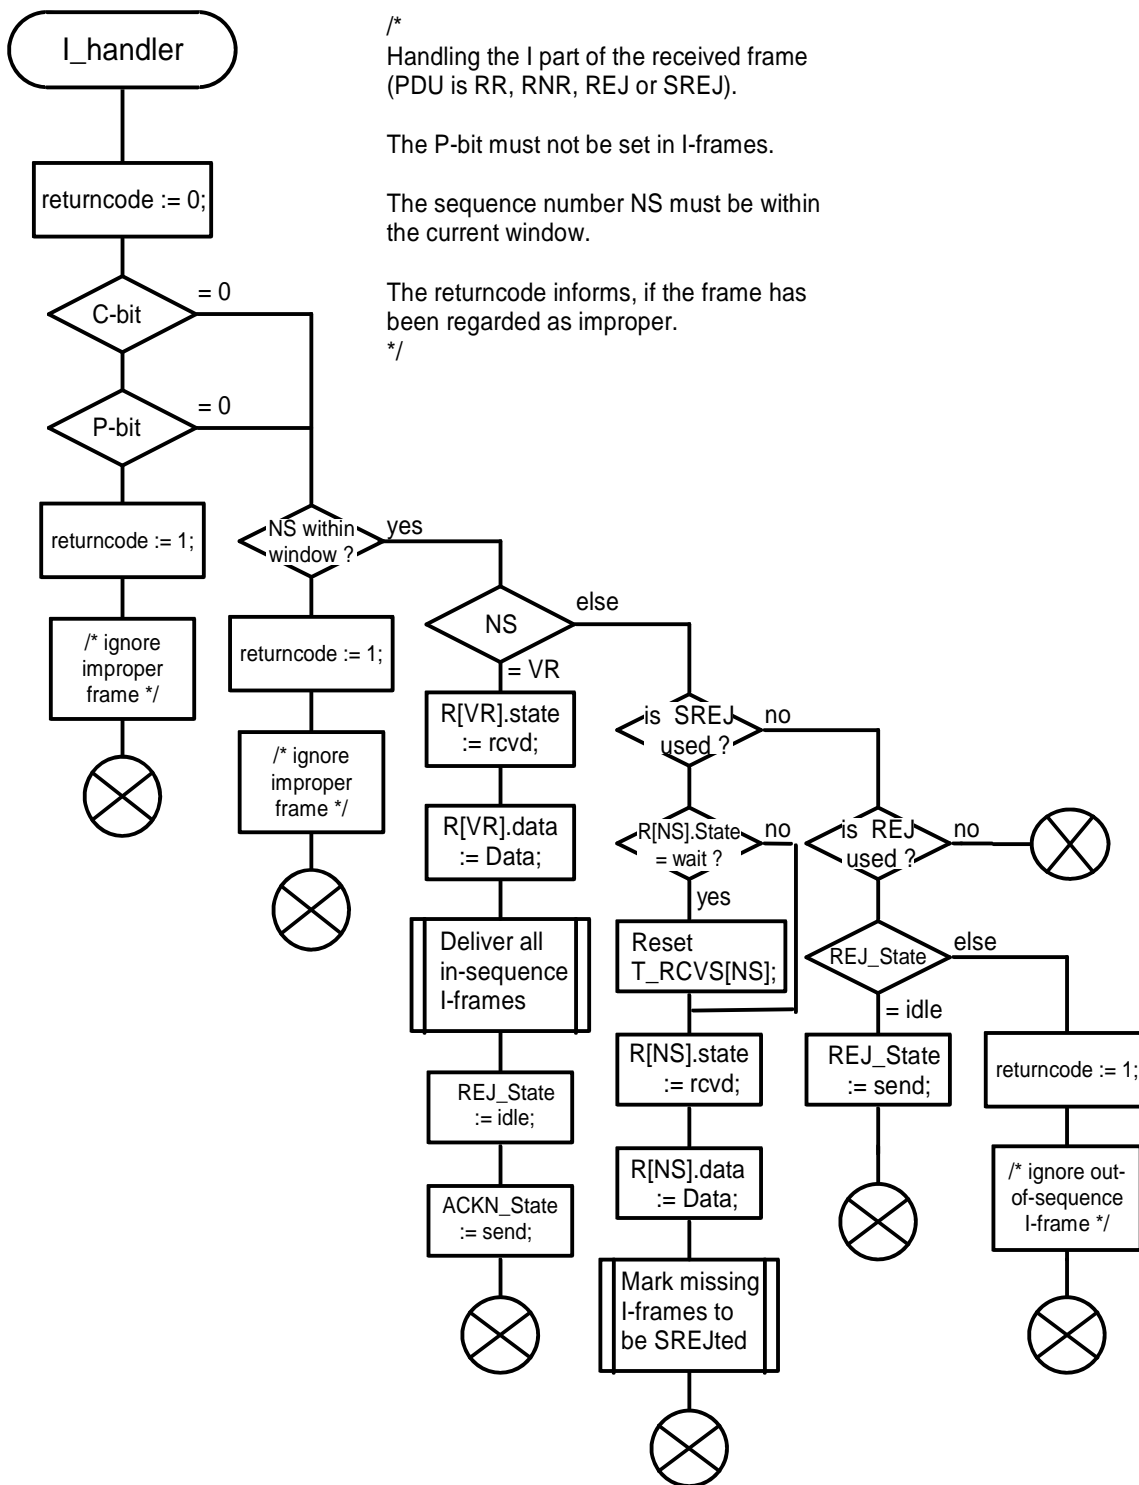 I_handler
/*
Handling the I part of the received frame
(PDU is RR, RNR, REJ or SREJ).
The P-bit must not be set in I-frames.
The sequence number NS must be within
the current window.
The returncode informs, if the frame has
been regarded as improper.
*/
returncode := 0;
C-bit
= 0
P-bit
= 0
returncode := 1;
/* ignore
improper
frame */
NS within
window ?
yes
returncode := 1;
/* ignore
improper
frame */
NS
else
= VR
R[VR].state
:= rcvd;
R[VR].data
:= Data;
Deliver all
in-sequence
I-frames
REJ_State
:= idle;
ACKN_State
:= send;
is SREJ
used ?
no
R[NS].State
= wait ?
no
yes
Reset
T_RCVS[NS];
R[NS].state
:= rcvd;
R[NS].data
:= Data;
Mark missing
I-frames to
be SREJted
is REJ
used ?
no
REJ_State
else
= idle
REJ_State
:= send;
returncode := 1;
/* ignore out-
of-sequence
I-frame */